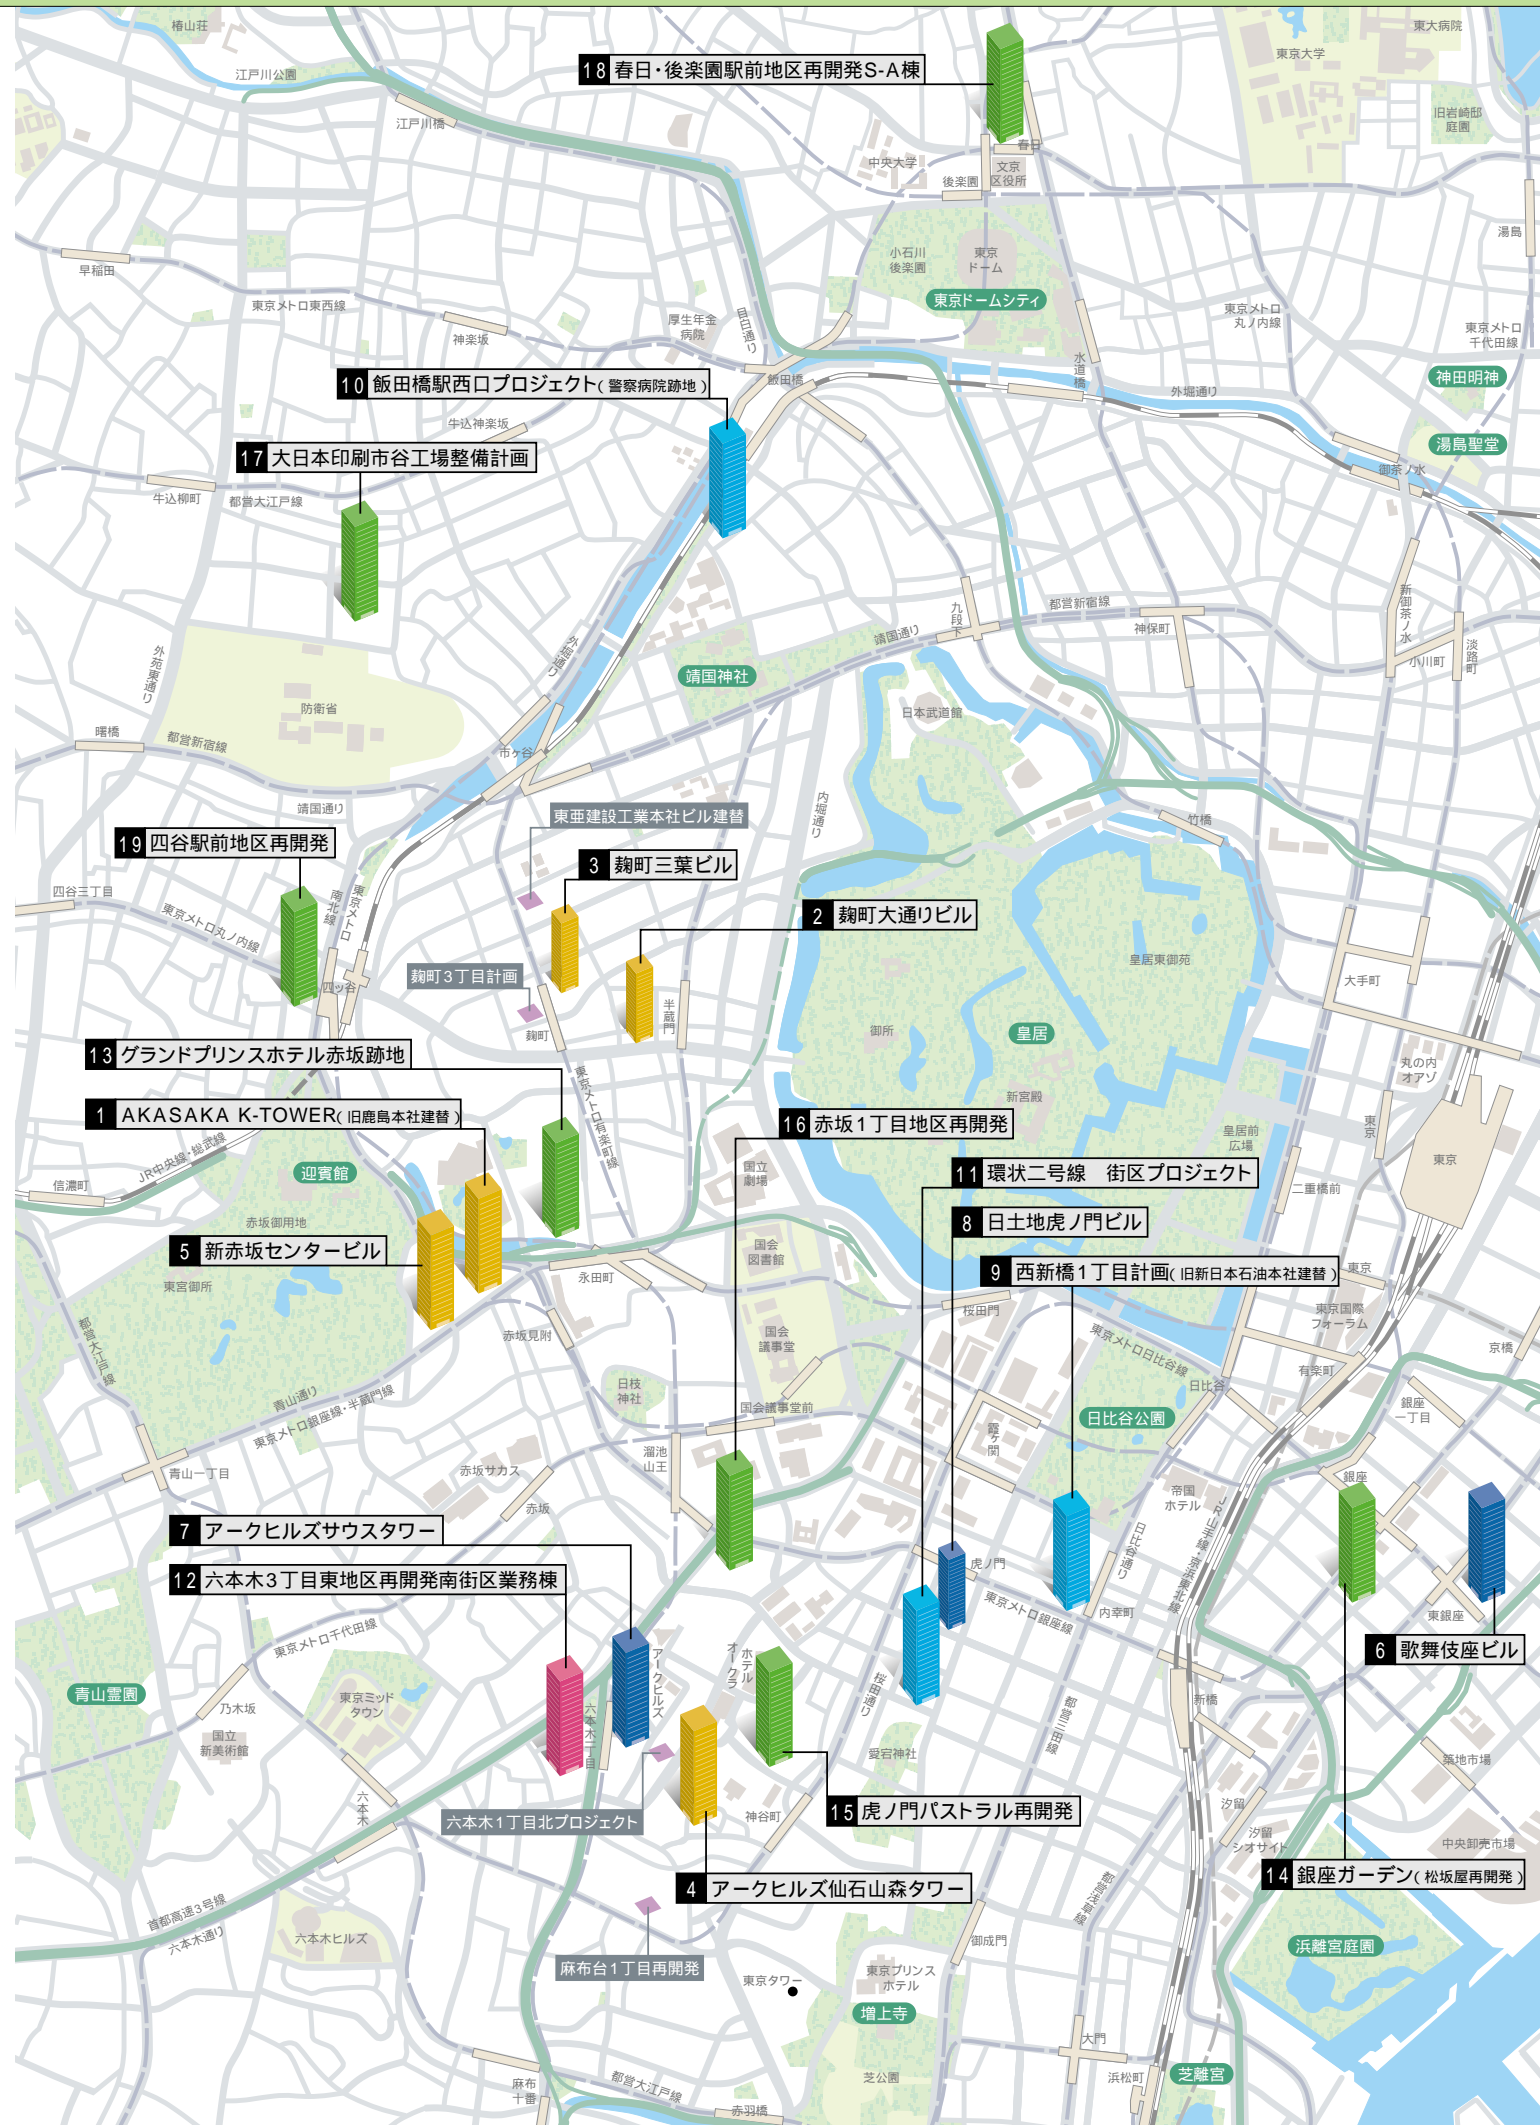 椿山荘
江戸川公園
江戸川橋
18 春日・後楽園駅前地区再開発S-A棟
東京大学
東大病院
旧岩崎邸
庭園
中央大学
春日
文京
区役所
後楽園
湯島
早稲田
東京メトロ東西線
神楽坂
厚生年金
病院
目白通り
小石川
後楽園
東京
ドーム
東京ドームシティ
東京メトロ
丸ノ内線
東京メトロ
千代田線
水道橋
飯田橋
外堀通り
神田明神
10 飯田橋駅西口プロジェクト(警察病院跡地)
牛込神楽坂
湯島聖堂
17 大日本印刷市谷工場整備計画
御茶ノ水
牛込柳町
都営大江戸線
新御茶ノ水
九段下
都営新宿線
神保町
靖国通り
外堀通り
小川町
淡路町
外苑東通り
靖国神社
防衛省
日本武道館
曙橋
都営新宿線
市ヶ谷
靖国通り
内堀通り
竹橋
東亜建設工業本社ビル建替
19 四谷駅前地区再開発
3 麹町三葉ビル
四谷三丁目
東京メトロ丸ノ内線
東京メトロ
南北線
2 麹町大通りビル
皇居東御苑
大手町
麹町3丁目計画
四ッ谷
麹町
半蔵門
御所
皇居
13 グランドプリンスホテル赤坂跡地
丸の内
オアゾ
東京メトロ有楽町線
新宮殿
1 AKASAKA K-TOWER(旧鹿島本社建替)
16 赤坂1丁目地区再開発
皇居前
広場
東京
東京
JR中央線・総武線
迎賓館
国立
劇場
11 環状二号線　街区プロジェクト
信濃町
二重橋前
赤坂御用地
8 日土地虎ノ門ビル
5 新赤坂センタービル
国会
図書館
9 西新橋1丁目計画(旧新日本石油本社建替)
東京
東宮御所
永田町
桜田門
東京国際
フォーラム
都営大江戸線
赤坂見附
国会
議事堂
東京メトロ日比谷線
京橋
有楽町
青山通り
日枝
神社
日比谷
東京メトロ銀座線・半蔵門線
国会議事堂前
日比谷公園
銀座
一丁目
霞ヶ関
溜池
山王
青山一丁目
赤坂サカス
銀座
赤坂
帝国
ホテル
JR山手線・京浜東北線
7 アークヒルズサウスタワー
日比谷通り
虎ノ門
12 六本木3丁目東地区再開発南街区業務棟
東京メトロ銀座線
内幸町
東銀座
東京メトロ千代田線
6 歌舞伎座ビル
アークヒルズ
ホテル
オークラ
青山霊園
乃木坂
東京ミッド
タウン
桜田通り
都営三田線
新橋
国立
新美術館
六本木一丁目
愛宕神社
築地市場
六本木
六本木1丁目北プロジェクト
神谷町
15 虎ノ門パストラル再開発
汐留
汐留
シオサイト
中央卸売市場
14 銀座ガーデン(松坂屋再開発)
4 アークヒルズ仙石山森タワー
都営浅草線
首都高速3号線
六本木通り
六本木ヒルズ
御成門
浜離宮庭園
麻布台1丁目再開発
東京タワー
東京プリンス
ホテル
増上寺
大門
麻布
十番
都営大江戸線
芝公園
浜松町
芝離宮
赤羽橋